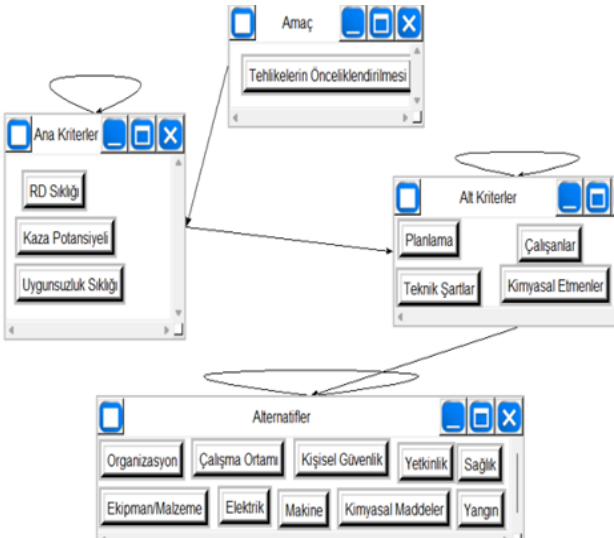 Amaç
Tehlikelerin Önceliklendirilmesi
Ana Kriterler
RD Sıklığı
Kaza Potansiyeli
Uygunsuzluk Sıklığı
Alt Kriterler
Planlama
Çalışanlar
Teknik Şartlar
Kimyasal Etmenler
Alternatifler
Organizasyon
Çalışma Ortamı
Kişisel Güvenlik
Yetkinlik
Sağlık
Ekipman/Malzeme
Elektrik
Makine
Kimyasal Maddeler
Yangın